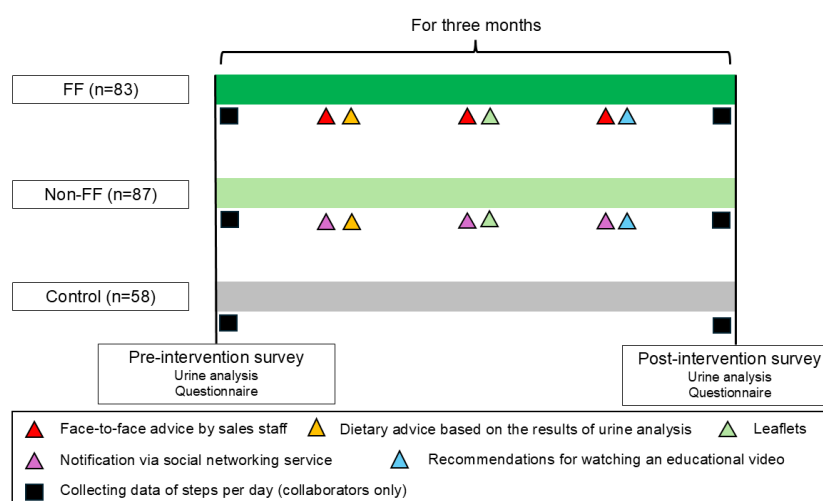 For three months
FF (n=83)
Non-FF (n=87)
Control (n=58)
Pre-intervention survey
Urine analysis
Questionnaire
Post-intervention survey
Urine analysis
Questionnaire
Face-to-face advice by sales staff
Dietary advice based on the results of urine analysis
Leaflets
Notification via social networking service
Recommendations for watching an educational video
Collecting data of steps per day (collaborators only)